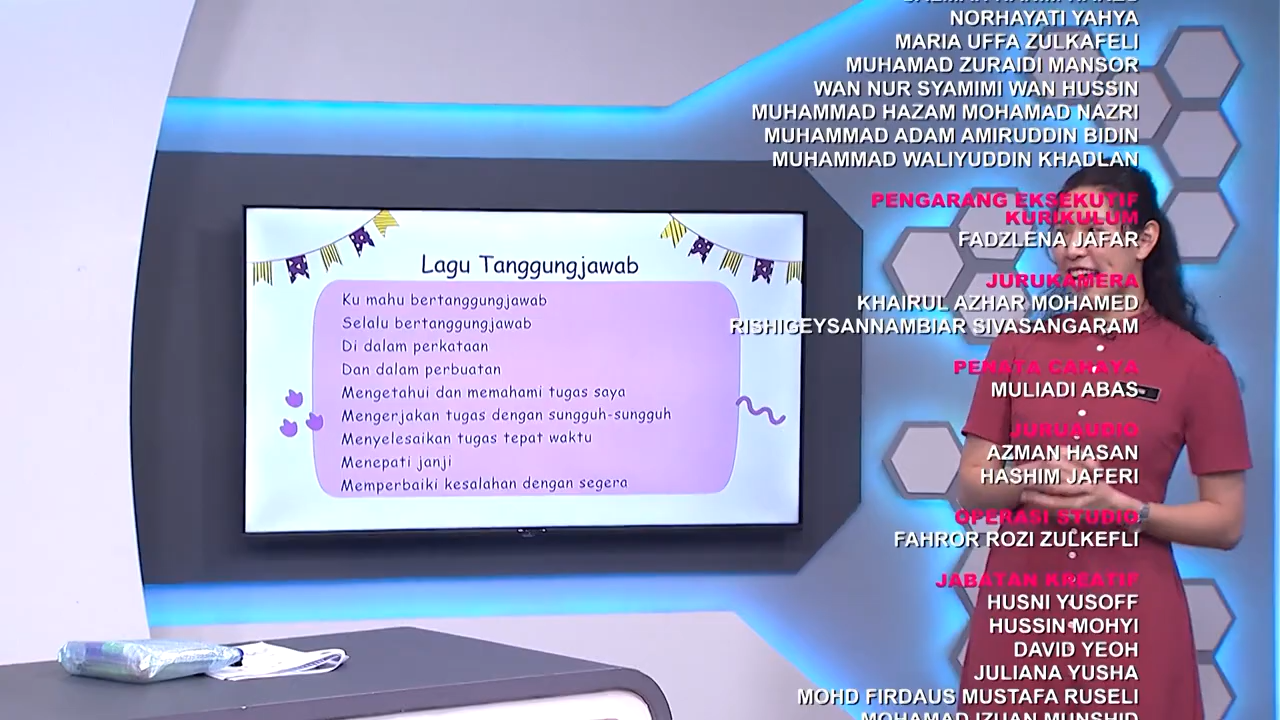 NORHAYATI YAHYA
MARIA UFFA ZULKAFELI
MUHAMAD ZURAIDI MANSOR
WAN NUR SYAMIMI WAN HUSSIN
MUHAMMAD HAZAM MOHAMAD NAZRI
MUHAMMAD ADAM AMIRUDDIN BIDIN
MUHAMMAD WALIYUDDIN KHADLAN
PENGARANG EKSEKUTIF
KURIKULUM
FADZLENA JAFAR
JURUKAMERA
KHAIRUL AZHAR MOHAMED
RISHIGEYSANNAMBIAR SIVASANGARAM
PENATA CAHAYA
MULIADI ABAS
JURUAUDIO
AZMAN HASAN
HASHIM JAFERI
OPERASI STUDIO
FAHROR ROZI ZULKEFLI
JABATAN KREATIF
HUSNI YUSOFF
HUSSIN MOHYI
DAVID YEOH
JULIANA YUSHA
MOHD FIRDAUS MUSTAFA RUSELI
MOHAMAD IZUAN MUNSHID
Lagu Tanggungjawab
Ku mahu bertanggungjawab
Selalu bertanggungjawab
Di dalam perkataan
Dan dalam perbuatan
Mengetahui dan memahami tugas saya
Mengerjakan tugas dengan sungguh-sungguh
Menyelesaikan tugas tepat waktu
Menepati janji
Memperbaiki kesalahan dengan segera